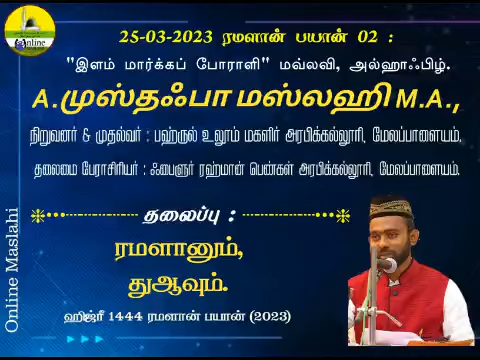 25-03-2023 ரமளான் பயான் 02 :
"இளம் மார்க்கப் போராளி" மவ்லவி, அல்ஹாஃபிழ்.
A.முஸ்தஃபா மஸ்லஹி M.A.,
நிறுவனர் & முதல்வர் : பஹ்ருல் உலூம் மகளிர் அரபிக்கல்லூரி, மேலப்பாளையம்,
தலைமை பேராசிரியர் : ஃபைளுர் ரஹ்மான் பெண்கள் அரபிக்கல்லூரி, மேலப்பாளையம்.
தலைப்பு :
ரமளானும்,
துஆவும்.
ஹிஜ்ரீ 1444 ரமளான் பயான் (2023)
Online Maslahi
Online